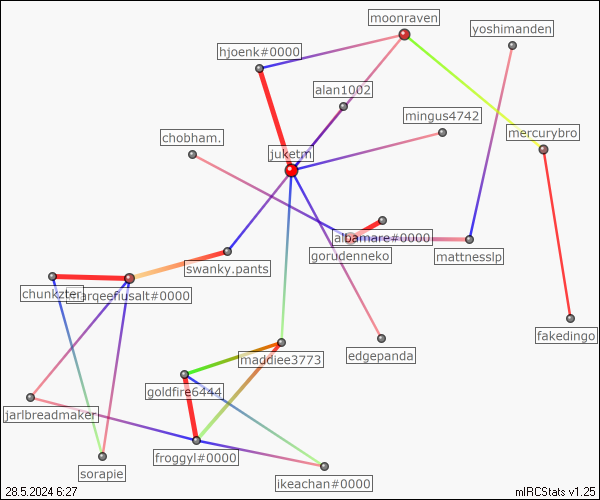 moonraven
yoshimanden
hjoenk#0000
alan1002
mingus4742
mercurybro
chobham.
juketm
albamare#0000
gorudenneko
mattnesslp
swanky.pants
chunkzter
marqeefiusalt#0000
fakedingo
maddiee3773
edgepanda
goldfire6444
jarlbreadmaker
froggyl#0000
sorapie
ikeachan#0000
28.5.2024 6:27
mIRCStats v1.25